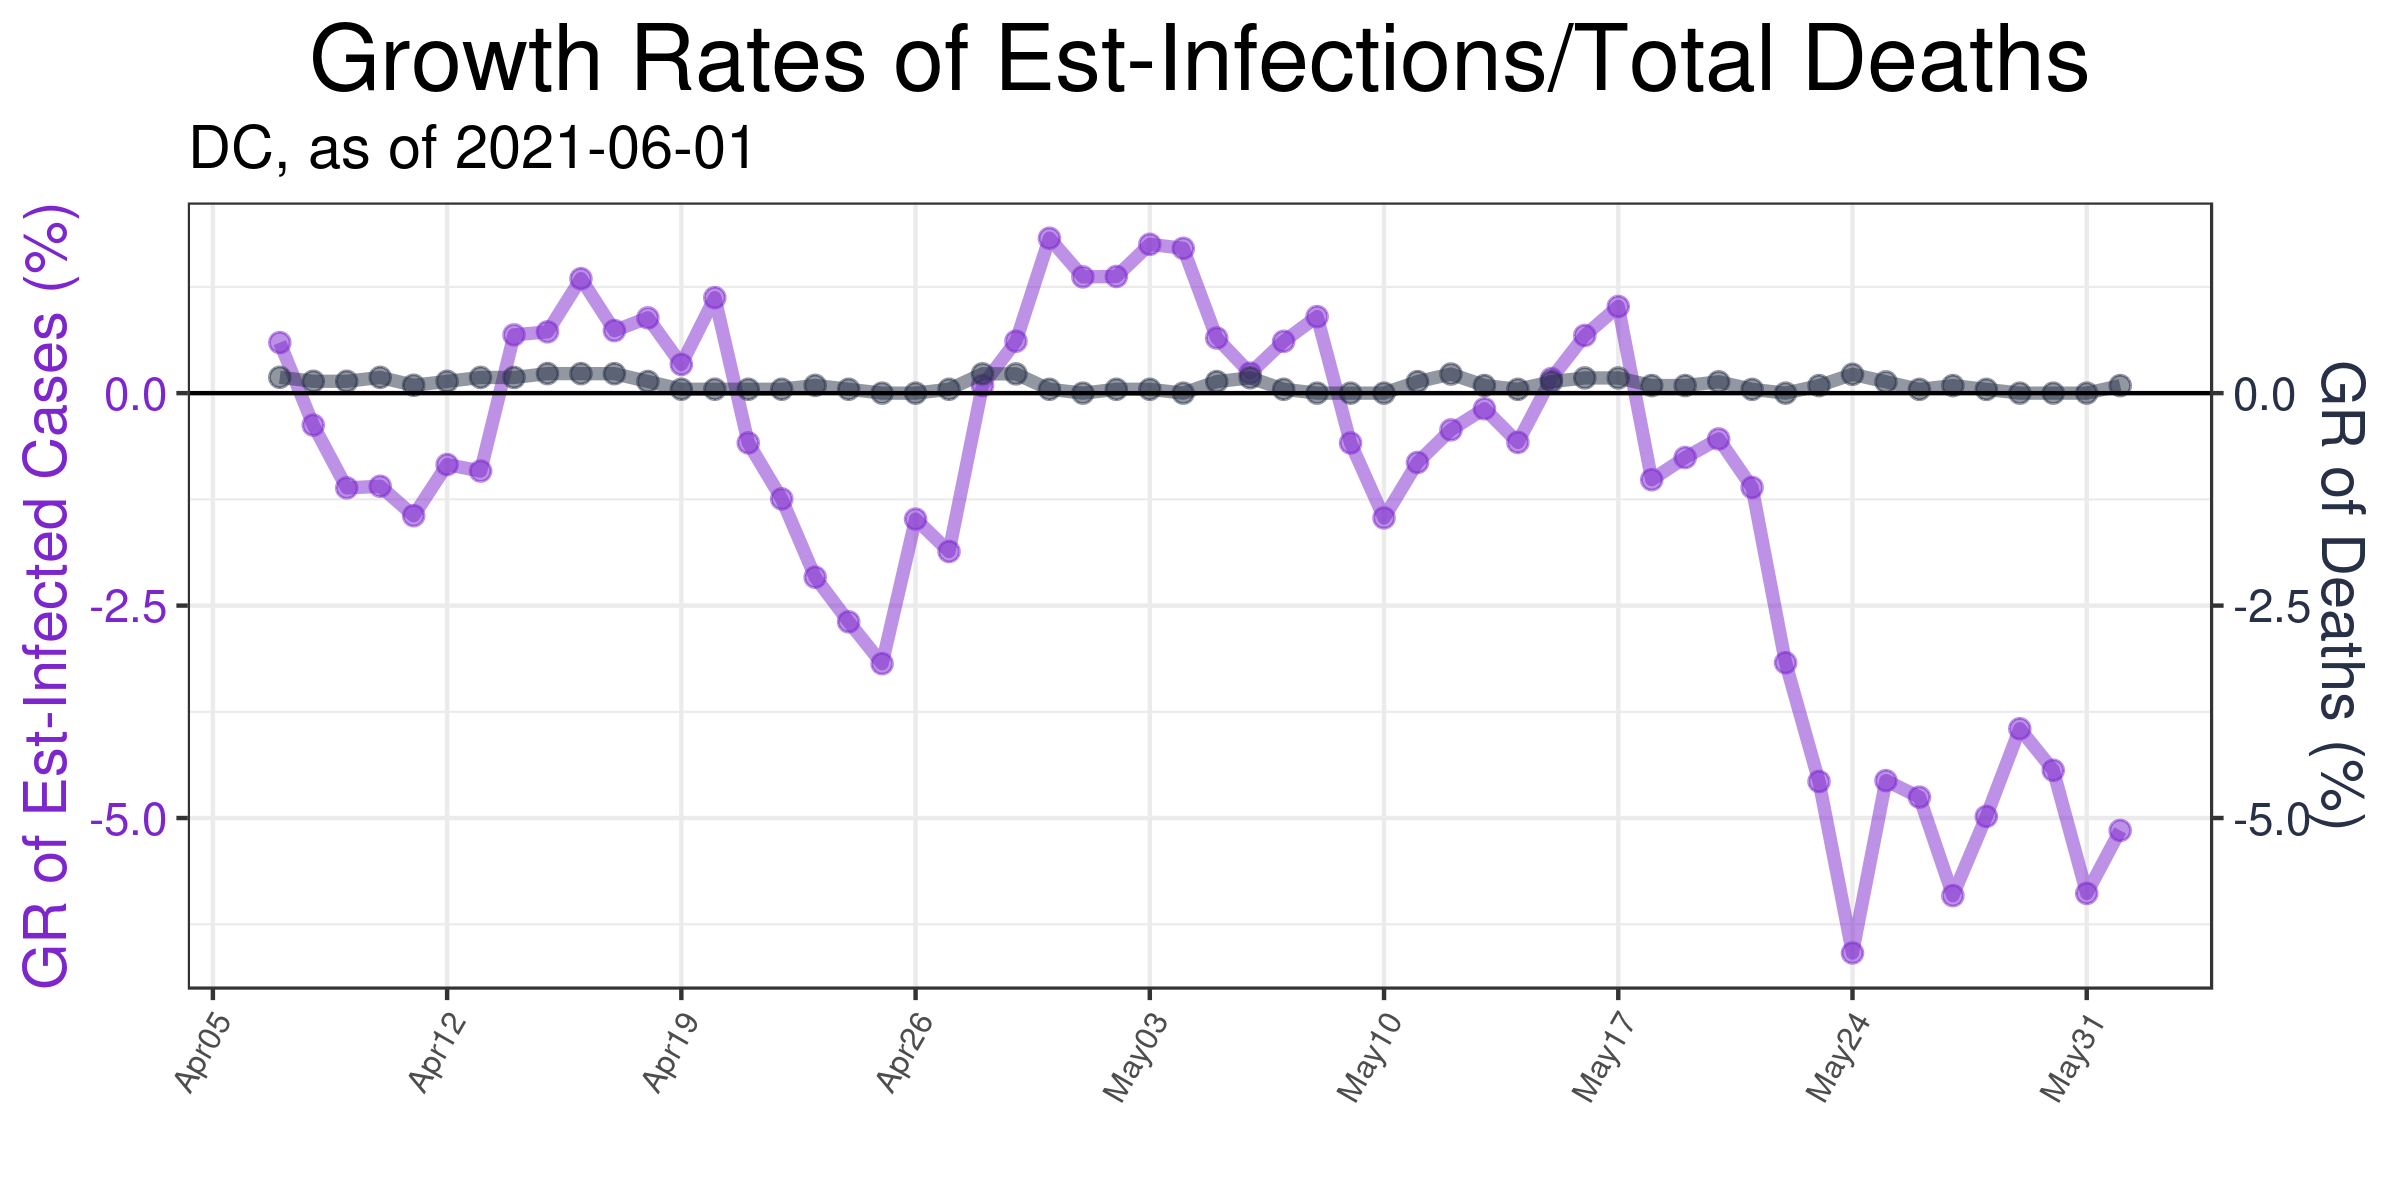 Growth Rates of Est-Infections/Total Deaths
DC, as of 2021-06-01
GR of Est-Infected Cases (%)
0.0
-2.5
-5.0
GR of Deaths (%)
0.0
-2.5
-5.0
Apr05
Apr12
Apr19
Apr26
May03
May10
May17
May24
May31